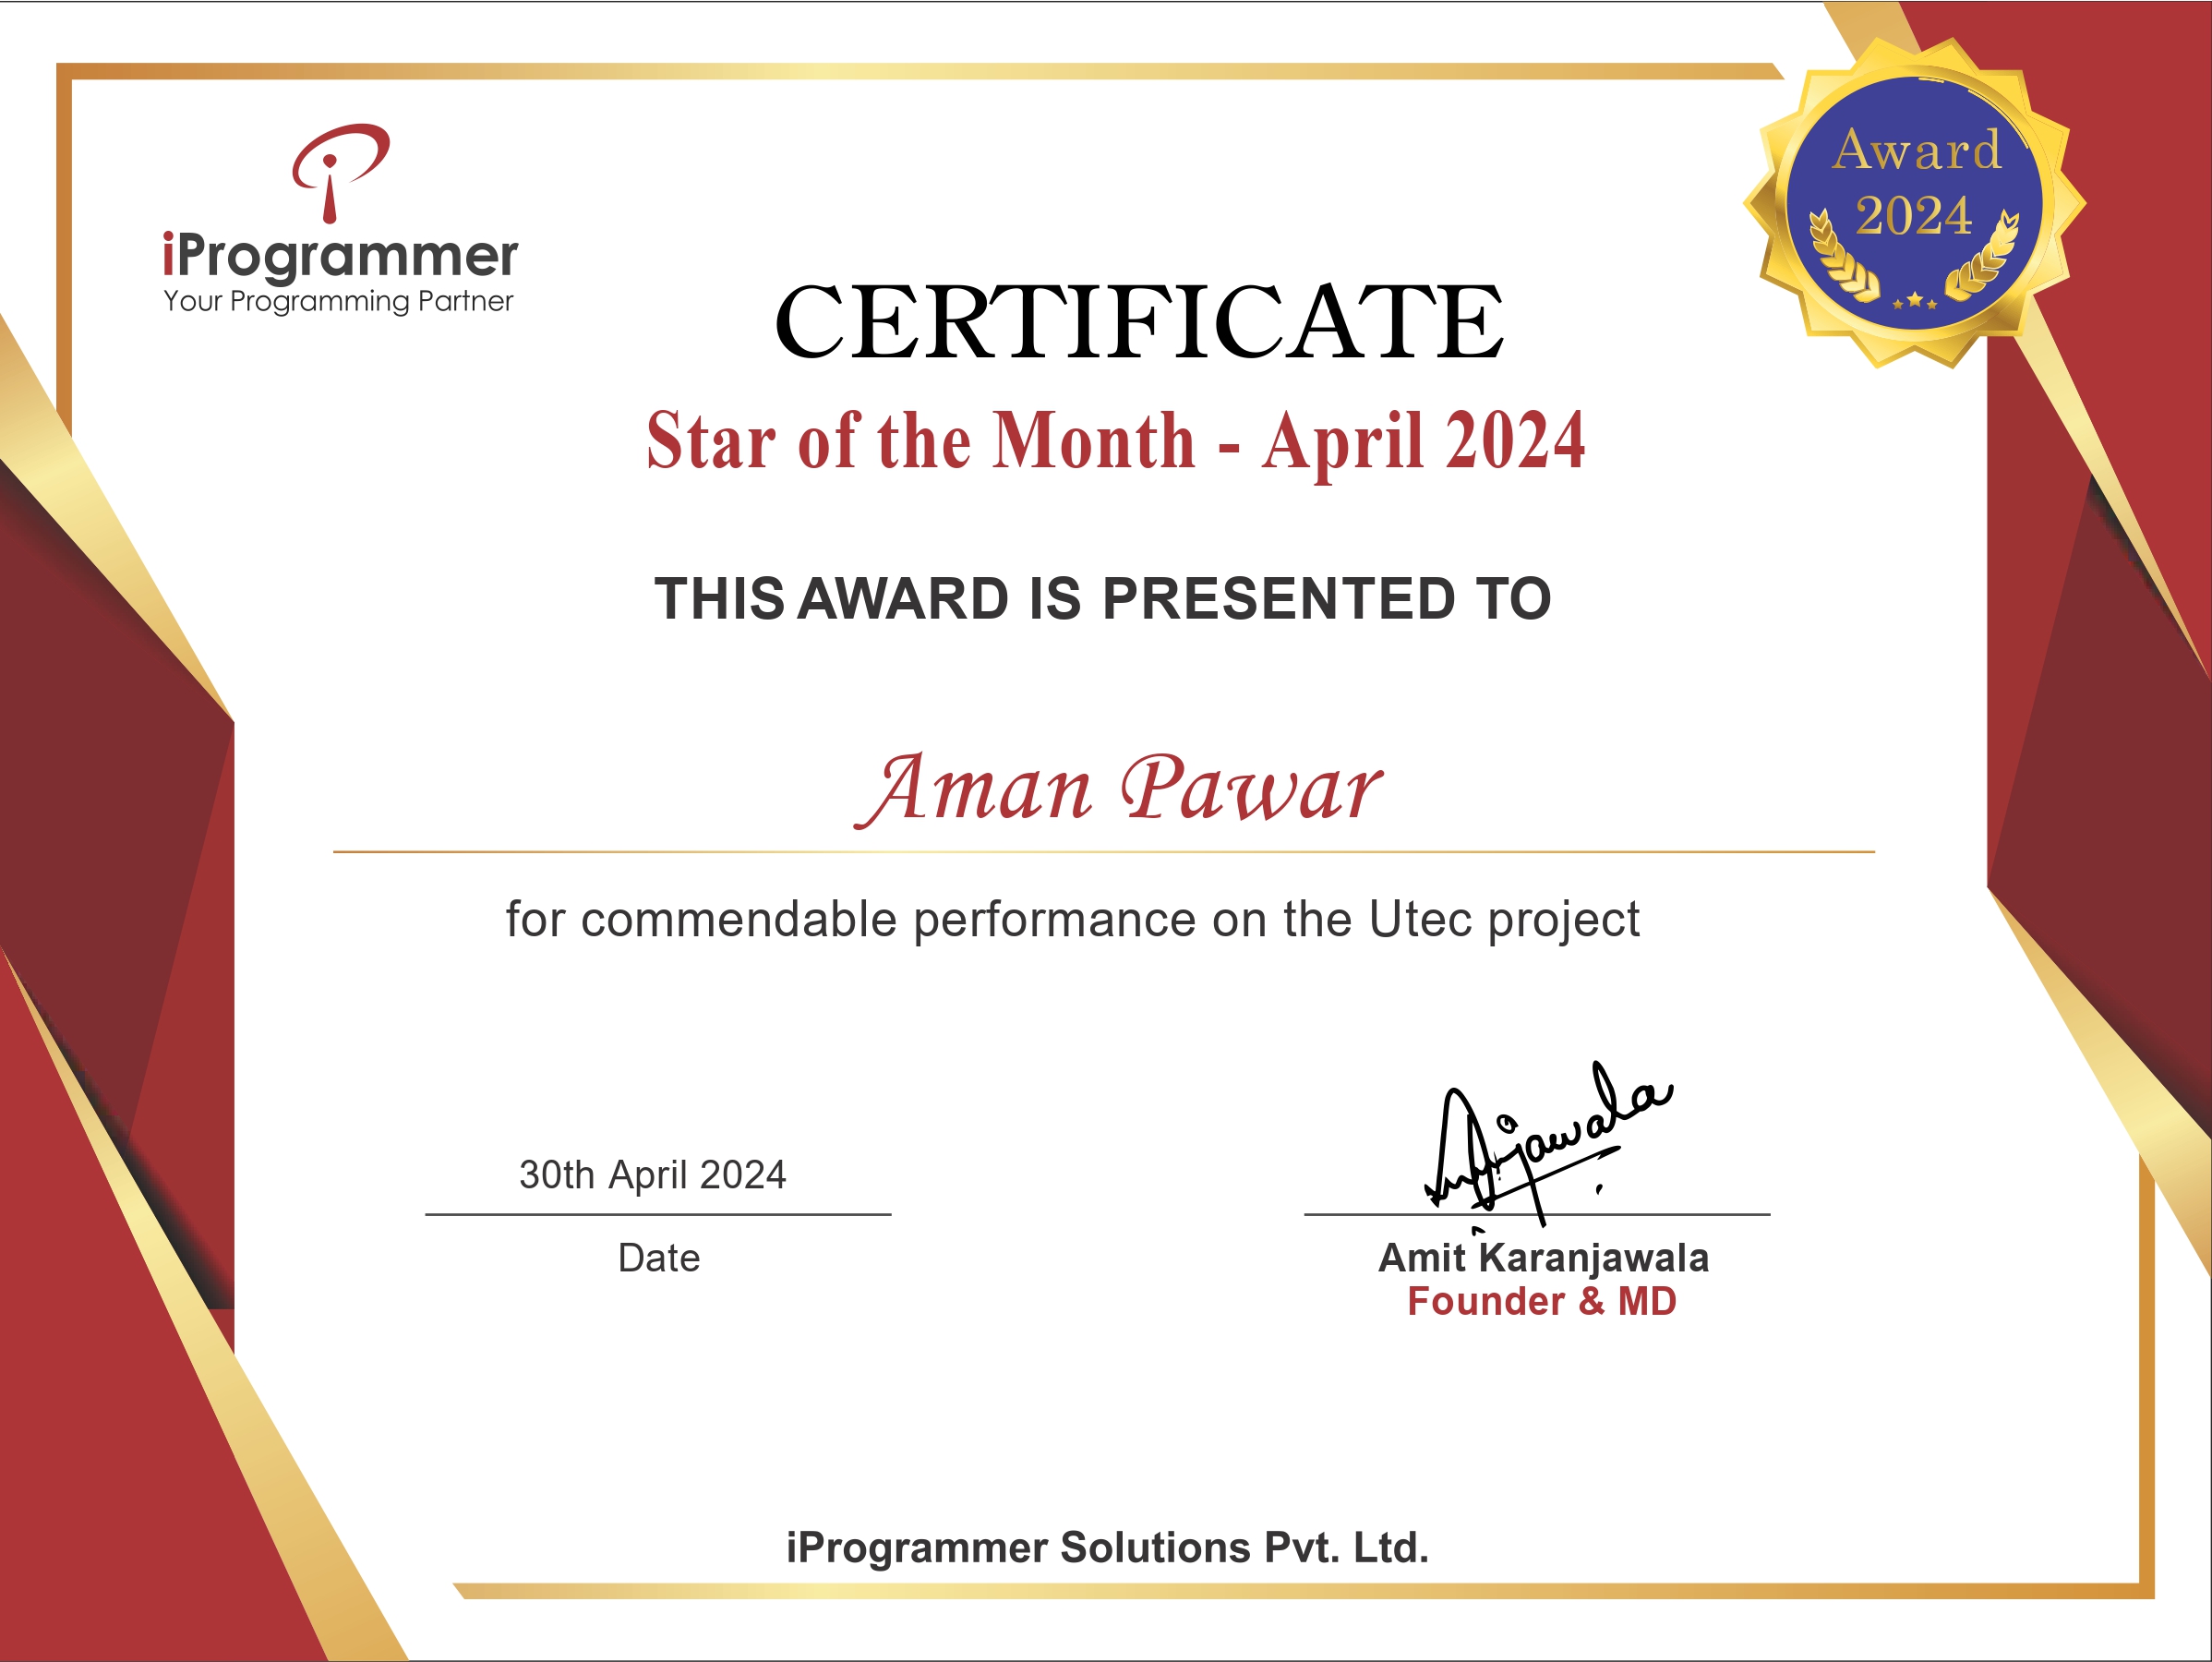 iProgrammer
Your Programming Partner
Award
2024
CERTIFICATE
Star of the Month - April 2024
THIS AWARD IS PRESENTED TO
Aman Pawar
for commendable performance on the Utec project
30th April 2024
Date
Amit Karanjawala
Founder & MD
iProgrammer Solutions Pvt. Ltd.